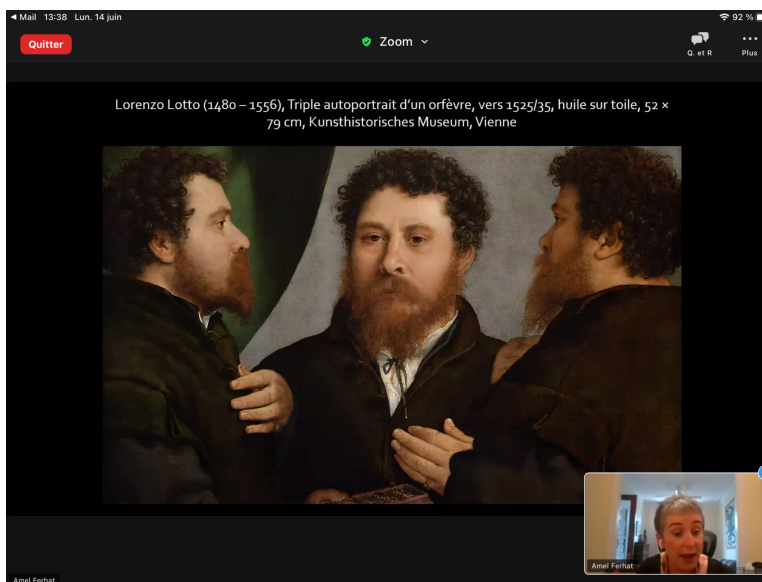 Mail 13:38 Lun. 14 juin
92 %
Quitter
Zoom
Q. et R
Plus
Lorenzo Lotto (1480 – 1556), Triple autoportrait d'un orfèvre, vers 1525/35, huile sur toile, 52 ×
79 cm, Kunsthistorisches Museum, Vienne
Amel Ferhat
Amel Ferhat